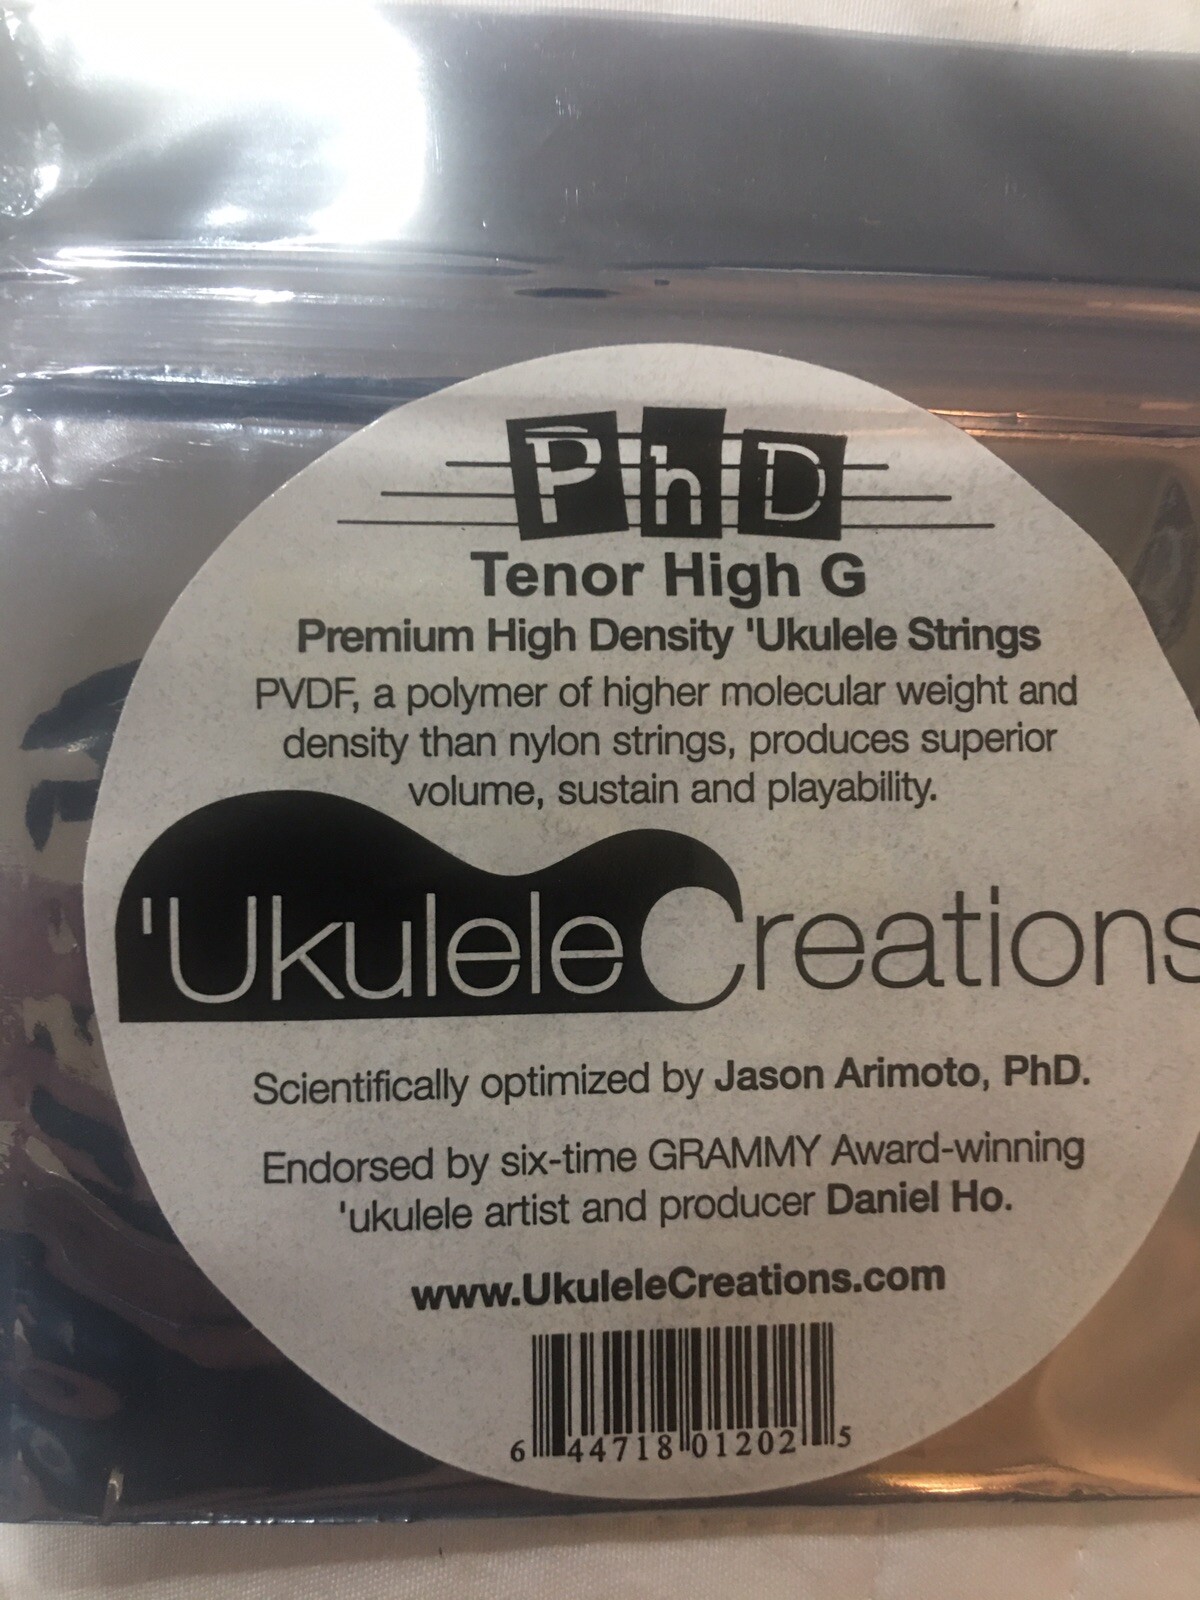 PhD
Tenor High G
Premium High Density 'Ukulele Strings
PVDF, a polymer of higher molecular weight and
density than nylon strings, produces superior
volume, sustain and playability.
'Ukulele Creations
Scientifically optimized by Jason Arimoto, PhD.
Endorsed by six-time GRAMMY Award-winning
'ukulele artist and producer Daniel Ho.
www.UkuleleCreations.com
6 44718 01202 5